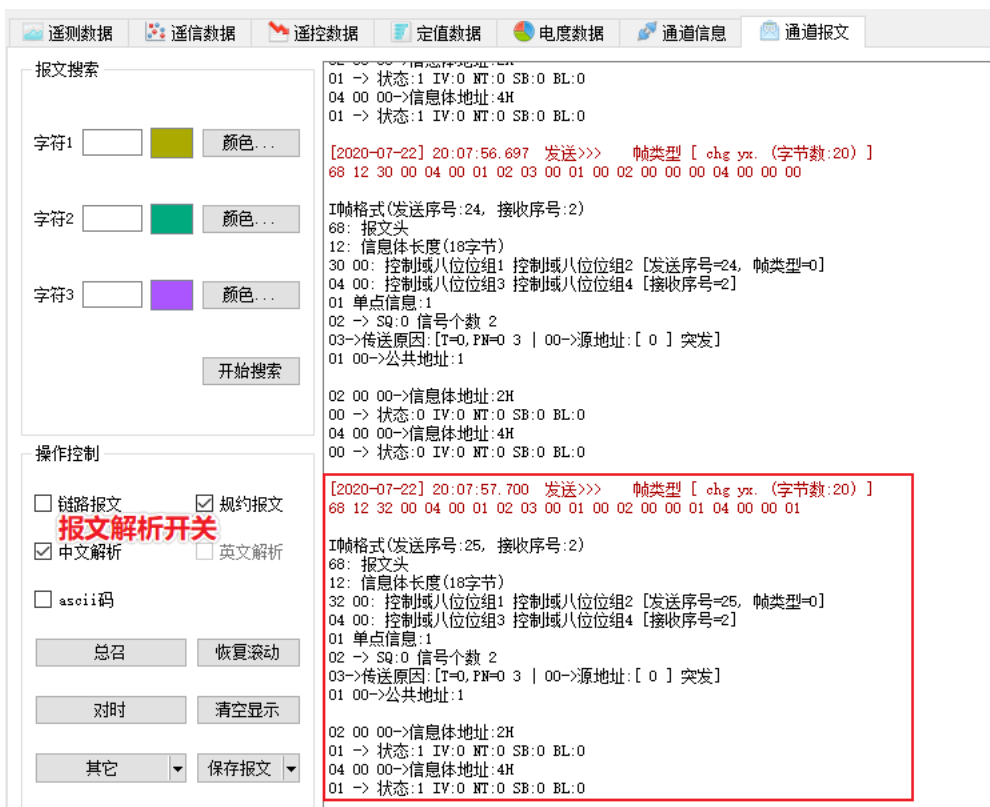 遥测数据 遥信数据 遥控数据 定值数据 电度数据 通道信息 通道报文
报文搜索
字符1 颜色...
字符2 颜色...
字符3 颜色...
开始搜索
操作控制
链路报文 规约报文
报文解析开关
中文解析 英文解析
ascii码
总召 恢复滚动
对时 清空显示
其它 保存报文
01 -> 状态:1 IV:0 NT:0 SB:0 BL:0
04 00 00->信息体地址:4H
01 -> 状态:1 IV:0 NT:0 SB:0 BL:0
[2020-07-22] 20:07:56.697 发送>>> 帧类型 [ chg yx. (字节数:20) ]
68 12 30 00 04 00 01 02 03 00 01 00 02 00 00 00 04 00 00 00
I帧格式(发送序号:24, 接收序号:2)
68: 报文头
12: 信息体长度(18字节)
30 00: 控制域八位位组1 控制域八位位组2 [发送序号=24, 帧类型=0]
04 00: 控制域八位位组3 控制域八位位组4 [接收序号=2]
01 单点信息:1
02 -> SQ:0 信号个数 2
03->传送原因:[T=0,PN=0 3 | 00->源地址:[ 0 ] 突发]
01 00->公共地址:1
02 00 00->信息体地址:2H
00 -> 状态:0 IV:0 NT:0 SB:0 BL:0
04 00 00->信息体地址:4H
00 -> 状态:0 IV:0 NT:0 SB:0 BL:0
[2020-07-22] 20:07:57.700 发送>>> 帧类型 [ chg yx. (字节数:20) ]
68 12 32 00 04 00 01 02 03 00 01 00 02 00 00 01 04 00 00 01
I帧格式(发送序号:25, 接收序号:2)
68: 报文头
12: 信息体长度(18字节)
32 00: 控制域八位位组1 控制域八位位组2 [发送序号=25, 帧类型=0]
04 00: 控制域八位位组3 控制域八位位组4 [接收序号=2]
01 单点信息:1
02 -> SQ:0 信号个数 2
03->传送原因:[T=0,PN=0 3 | 00->源地址:[ 0 ] 突发]
01 00->公共地址:1
02 00 00->信息体地址:2H
01 -> 状态:1 IV:0 NT:0 SB:0 BL:0
04 00 00->信息体地址:4H
01 -> 状态:1 IV:0 NT:0 SB:0 BL:0